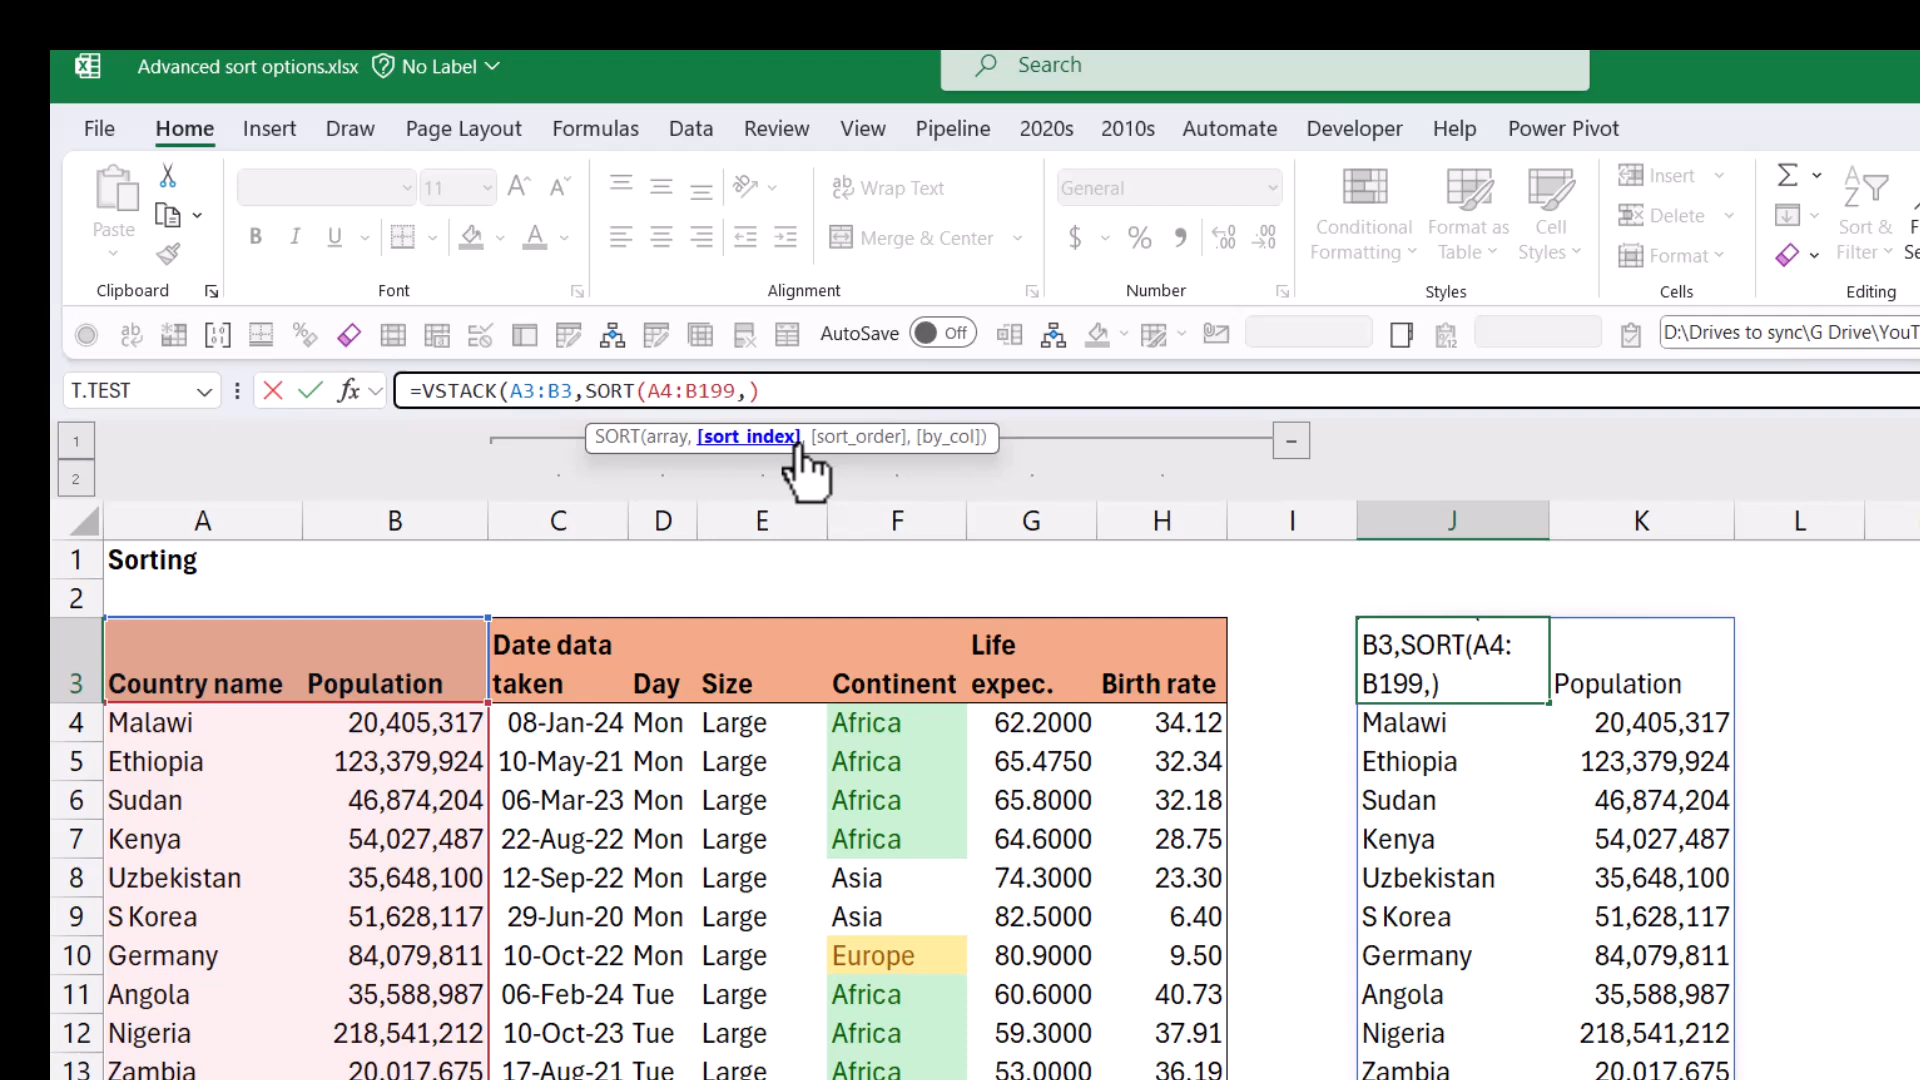 Advanced sort options.xlsx No Label Search
File Home Insert Draw Page Layout Formulas Data Review View Pipeline 2020s 2010s Automate Developer Help Power Pivot
Paste 11 B I U Wrap Text Merge & Center General $ %
Conditional Formatting Format as Table Cell Styles
Insert
Delete
Format
Sort & Filter
Clipboard Font Alignment Number Styles Cells Editing
AutoSave Off D:\Drives to sync\G Drive\YouT
T.TEST fx =VSTACK(A3:B3,SORT(A4:B199,)
SORT(array, [sort_index], [sort_order], [by_col])
1
2
A B C D E F G H I J K L
1 Sorting
2
3 Country name Population Date data taken Day Size Continent Life expec. Birth rate B3,SORT(A4:B199,) Population
4 Malawi 20,405,317 08-Jan-24 Mon Large Africa 62.2000 34.12 Malawi 20,405,317
5 Ethiopia 123,379,924 10-May-21 Mon Large Africa 65.4750 32.34 Ethiopia 123,379,924
6 Sudan 46,874,204 06-Mar-23 Mon Large Africa 65.8000 32.18 Sudan 46,874,204
7 Kenya 54,027,487 22-Aug-22 Mon Large Africa 64.6000 28.75 Kenya 54,027,487
8 Uzbekistan 35,648,100 12-Sep-22 Mon Large Asia 74.3000 23.30 Uzbekistan 35,648,100
9 S Korea 51,628,117 29-Jun-20 Mon Large Asia 82.5000 6.40 S Korea 51,628,117
10 Germany 84,079,811 10-Oct-22 Mon Large Europe 80.9000 9.50 Germany 84,079,811
11 Angola 35,588,987 06-Feb-24 Tue Large Africa 60.6000 40.73 Angola 35,588,987
12 Nigeria 218,541,212 10-Oct-23 Tue Large Africa 59.3000 37.91 Nigeria 218,541,212
13 Zambia 20,017,675 17-Aug-21 Tue Large Africa 53.0000 36.19 Zambia 20,017,675